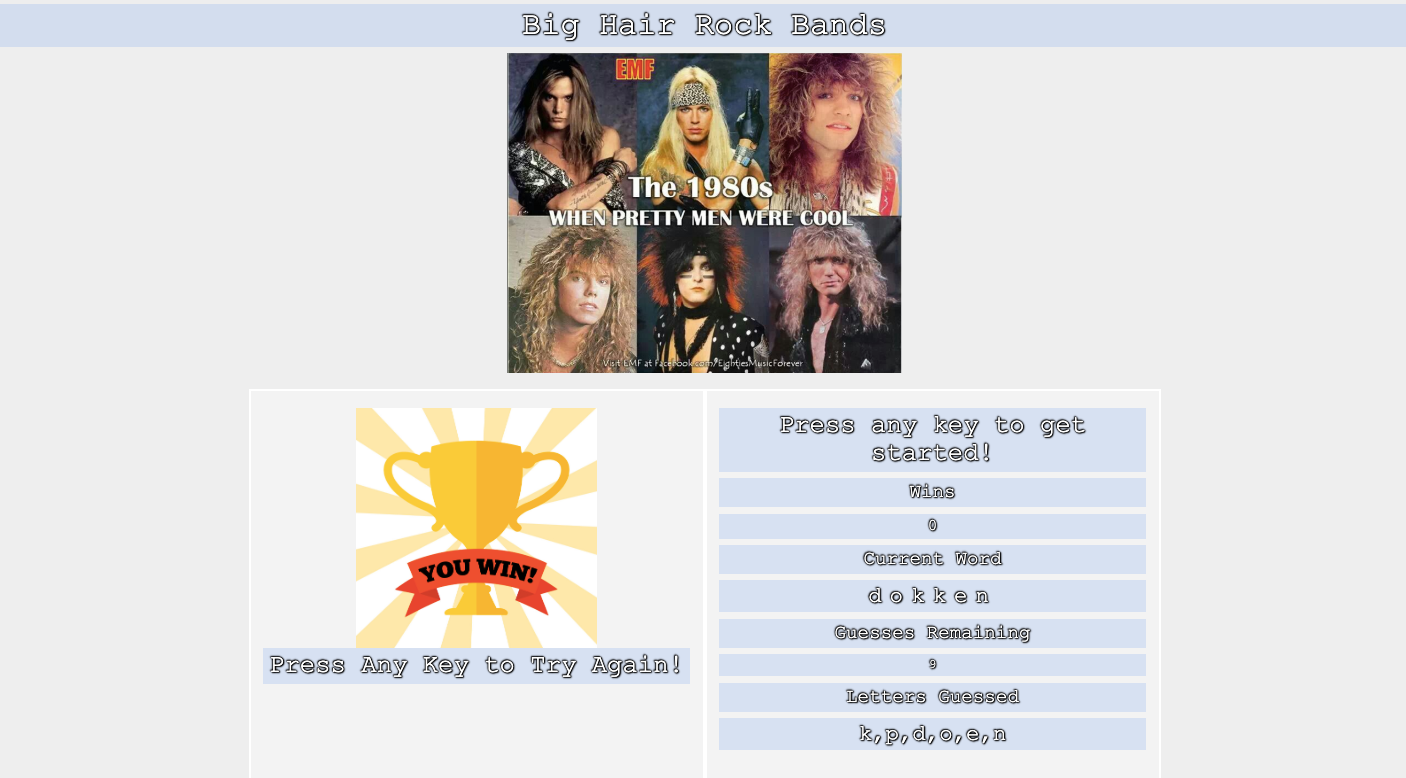 Big Hair Rock Bands
EMF
The 1980s
WHEN PRETTY MEN WERE COOL
Visit EMF at Facebook.com/EightiesMusicForever
YOU WIN!
Press Any Key to Try Again!
Press any key to get
started!
Wins
0
Current Word
d o k k e n
Guesses Remaining
9
Letters Guessed
k,p,d,o,e,n